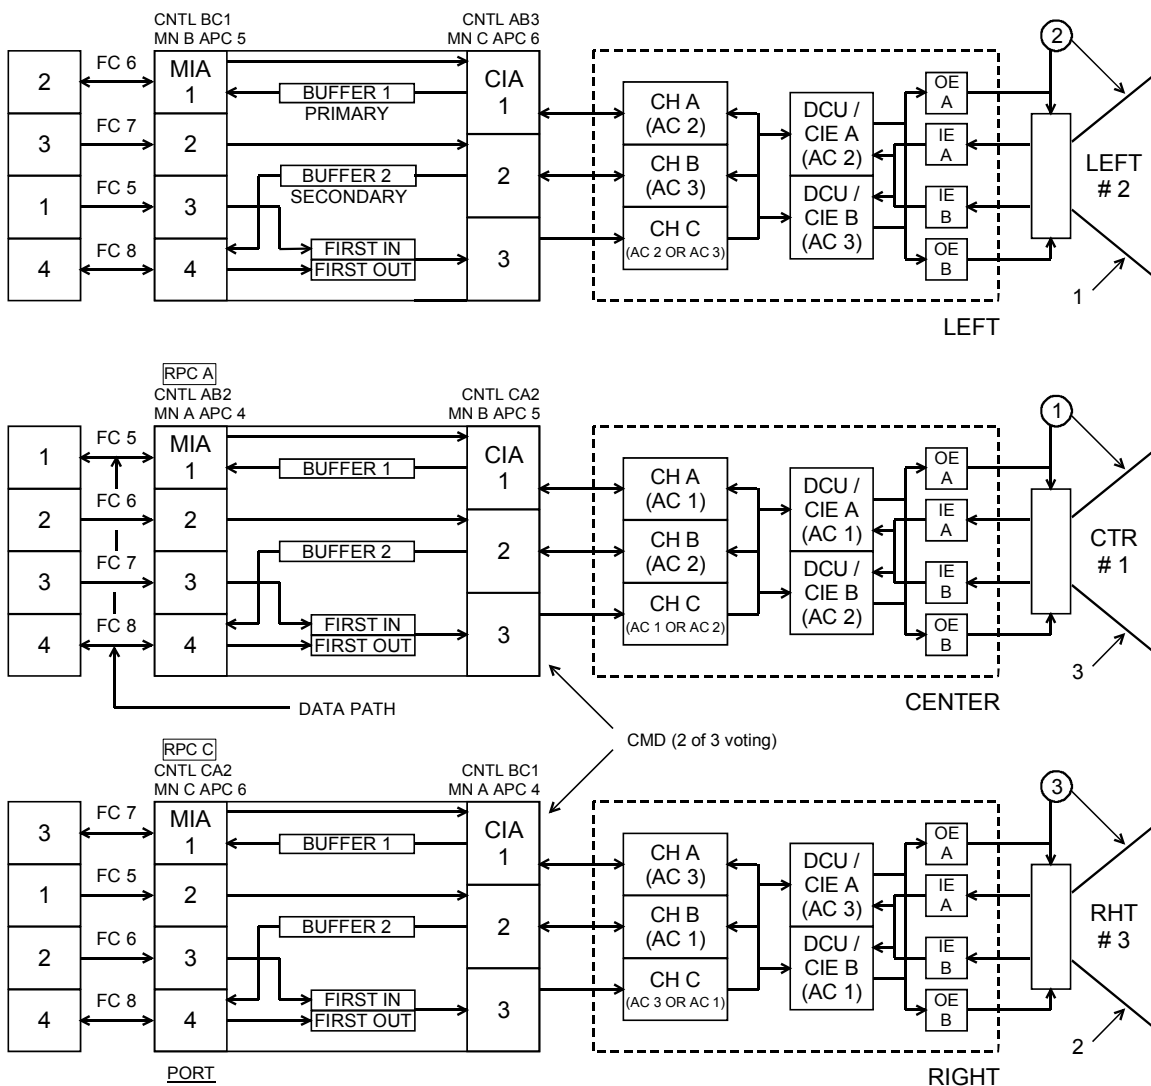 CNTL BC1
MN B APC 5
CNTL AB3
MN C APC 6
2
FC 6
MIA
1
BUFFER 1
PRIMARY
CIA
1
3
FC 7
2
BUFFER 2
SECONDARY
2
1
FC 5
3
FIRST IN
FIRST OUT
3
4
FC 8
4
CH A
(AC 2)
CH B
(AC 3)
CH C
(AC 2 OR AC 3)
DCU /
CIE A
(AC 2)
DCU /
CIE B
(AC 3)
OE
A
IE
A
IE
B
OE
B
2
LEFT
# 2
1
LEFT
RPC A
CNTL AB2
MN A APC 4
CNTL CA2
MN B APC 5
1
FC 5
MIA
1
BUFFER 1
CIA
1
2
FC 6
2
BUFFER 2
2
3
FC 7
3
FIRST IN
FIRST OUT
3
4
FC 8
4
CH A
(AC 1)
CH B
(AC 2)
CH C
(AC 1 OR AC 2)
DCU /
CIE A
(AC 1)
DCU /
CIE B
(AC 2)
OE
A
IE
A
IE
B
OE
B
1
CTR
# 1
3
CENTER
DATA PATH
CMD (2 of 3 voting)
RPC C
CNTL CA2
MN C APC 6
CNTL BC1
MN A APC 4
3
FC 7
MIA
1
BUFFER 1
CIA
1
1
FC 5
2
BUFFER 2
2
2
FC 6
3
FIRST IN
FIRST OUT
3
4
FC 8
4
CH A
(AC 3)
CH B
(AC 1)
CH C
(AC 3 OR AC 1)
DCU /
CIE A
(AC 3)
DCU /
CIE B
(AC 1)
OE
A
IE
A
IE
B
OE
B
3
RHT
# 3
2
RIGHT
PORT